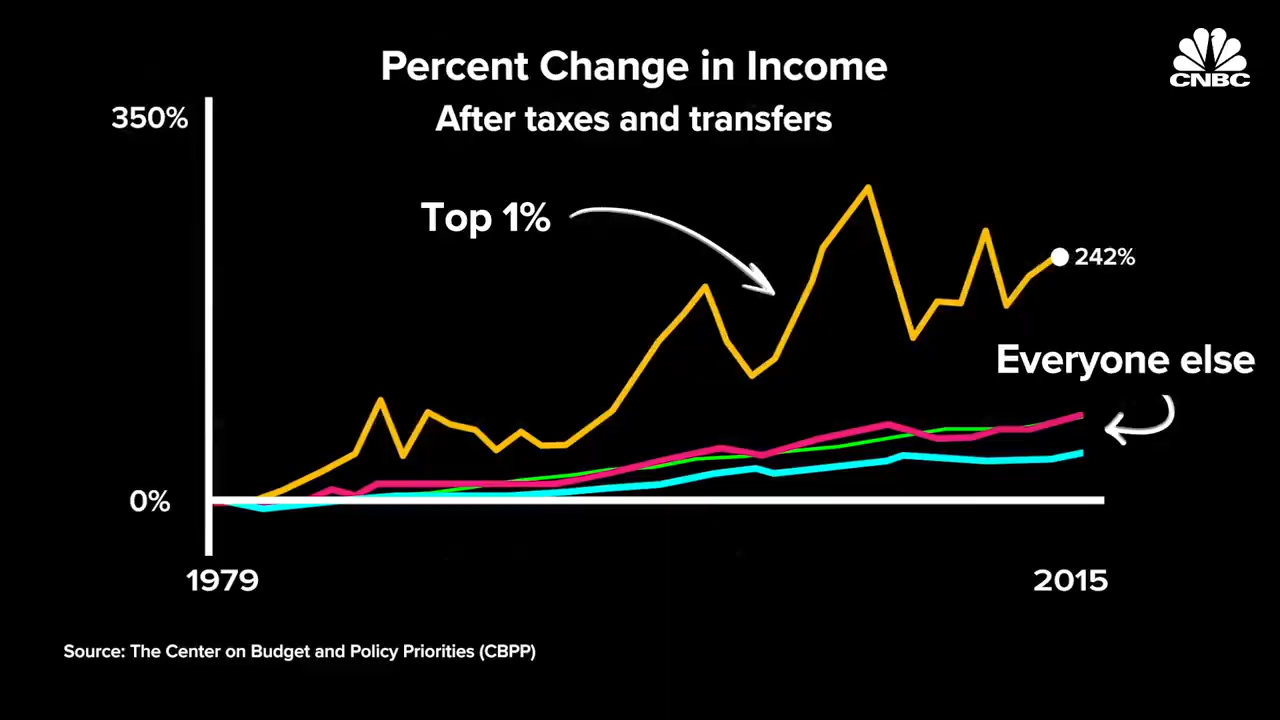 Percent Change in Income
After taxes and transfers
CNBC
350%
Top 1%
242%
Everyone else
0%
1979
2015
Source: The Center on Budget and Policy Priorities (CBPP)